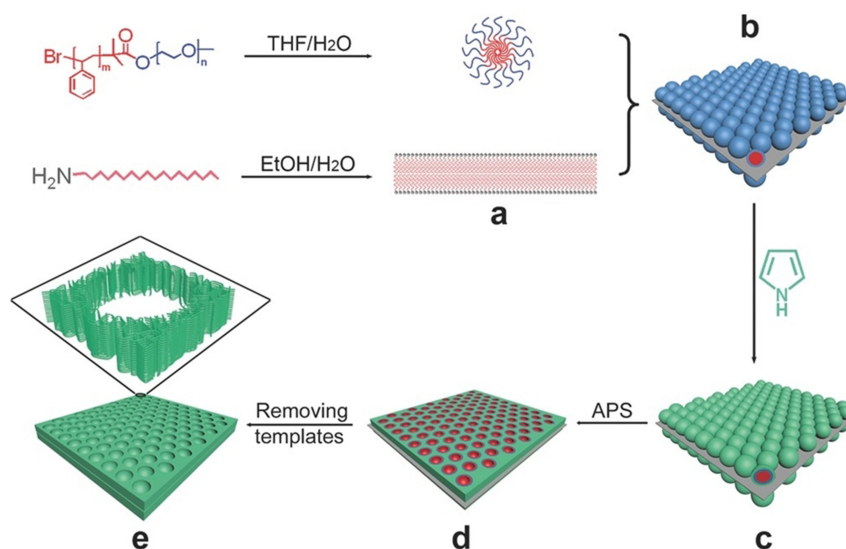 Br
m
O
O
O
n
THF/H2O
b
H2N
EtOH/H2O
a
N
H
APS
Removing
templates
e
d
c